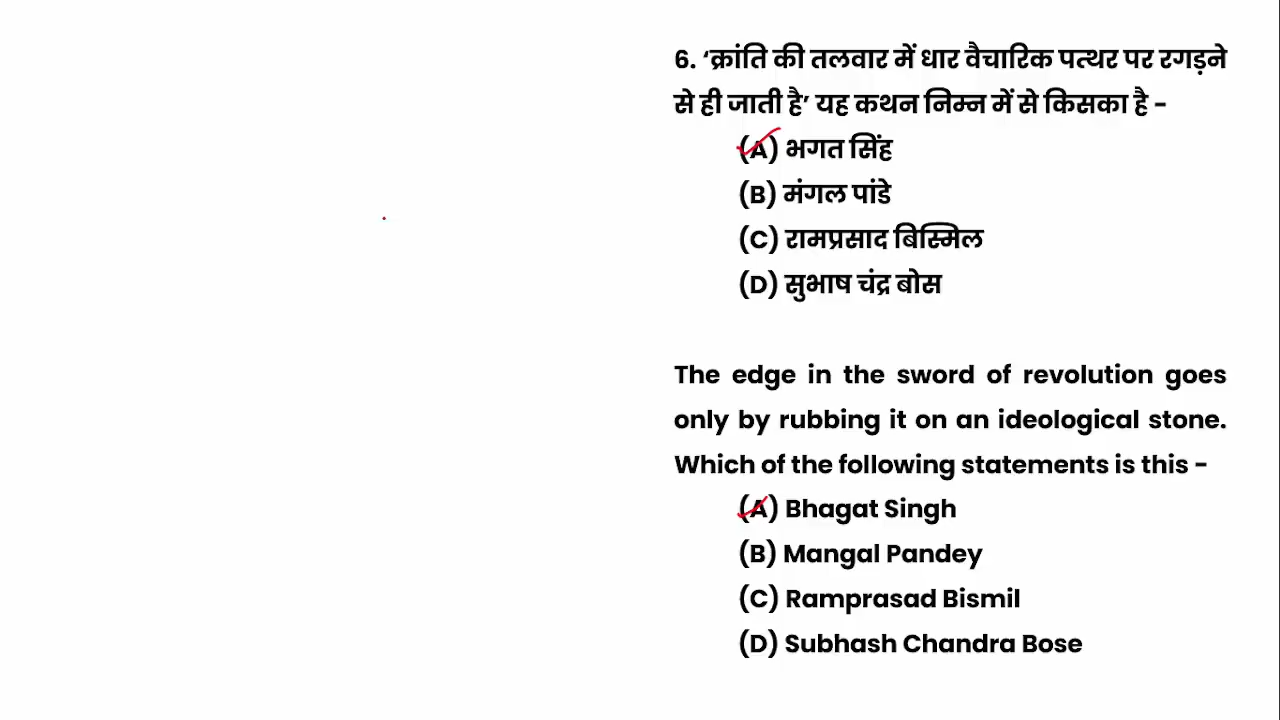 6. ‘क्रांति की तलवार में धार वैचारिक पत्थर पर रगड़ने
से ही जाती है’ यह कथन निम्न में से किसका है -
(A) भगत सिंह
(B) मंगल पांडे
(C) रामप्रसाद बिस्मिल
(D) सुभाष चंद्र बोस
The edge in the sword of revolution goes
only by rubbing it on an ideological stone.
Which of the following statements is this -
(A) Bhagat Singh
(B) Mangal Pandey
(C) Ramprasad Bismil
(D) Subhash Chandra Bose